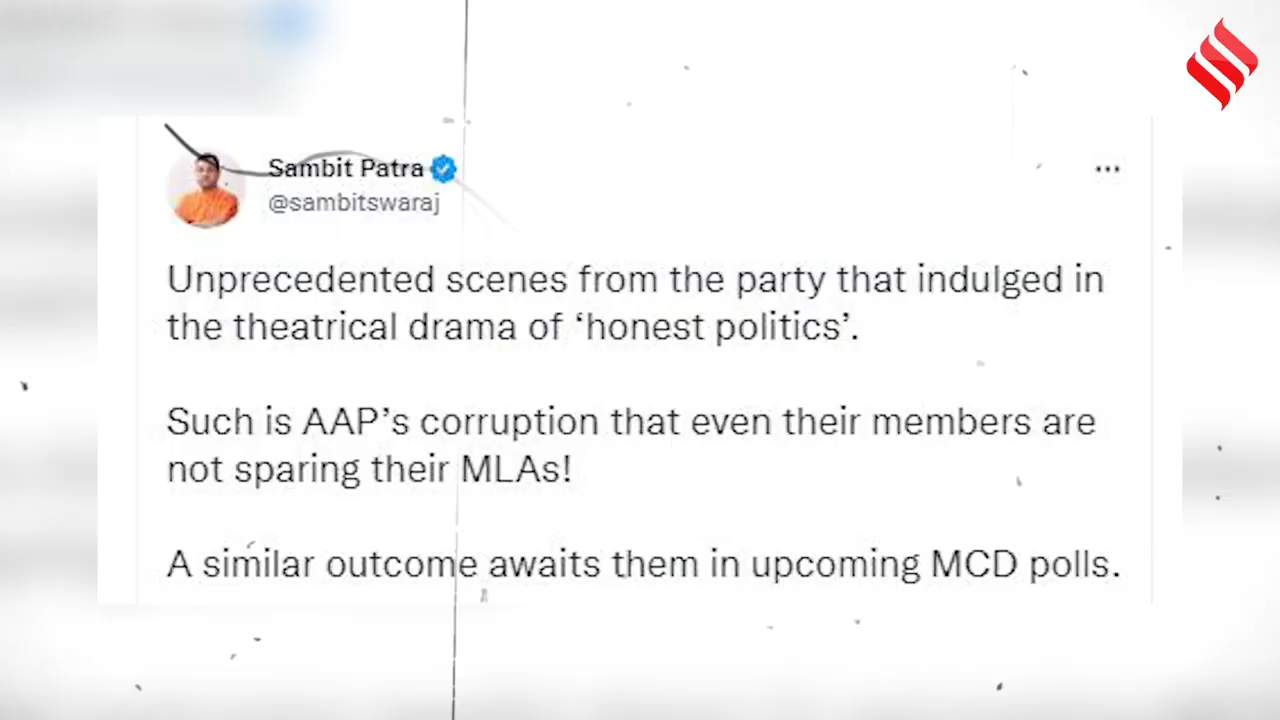 Sambit Patra
@sambitswaraj
Unprecedented scenes from the party that indulged in
the theatrical drama of ‘honest politics’.
Such is AAP’s corruption that even their members are
not sparing their MLAs!
A similar outcome awaits them in upcoming MCD polls.